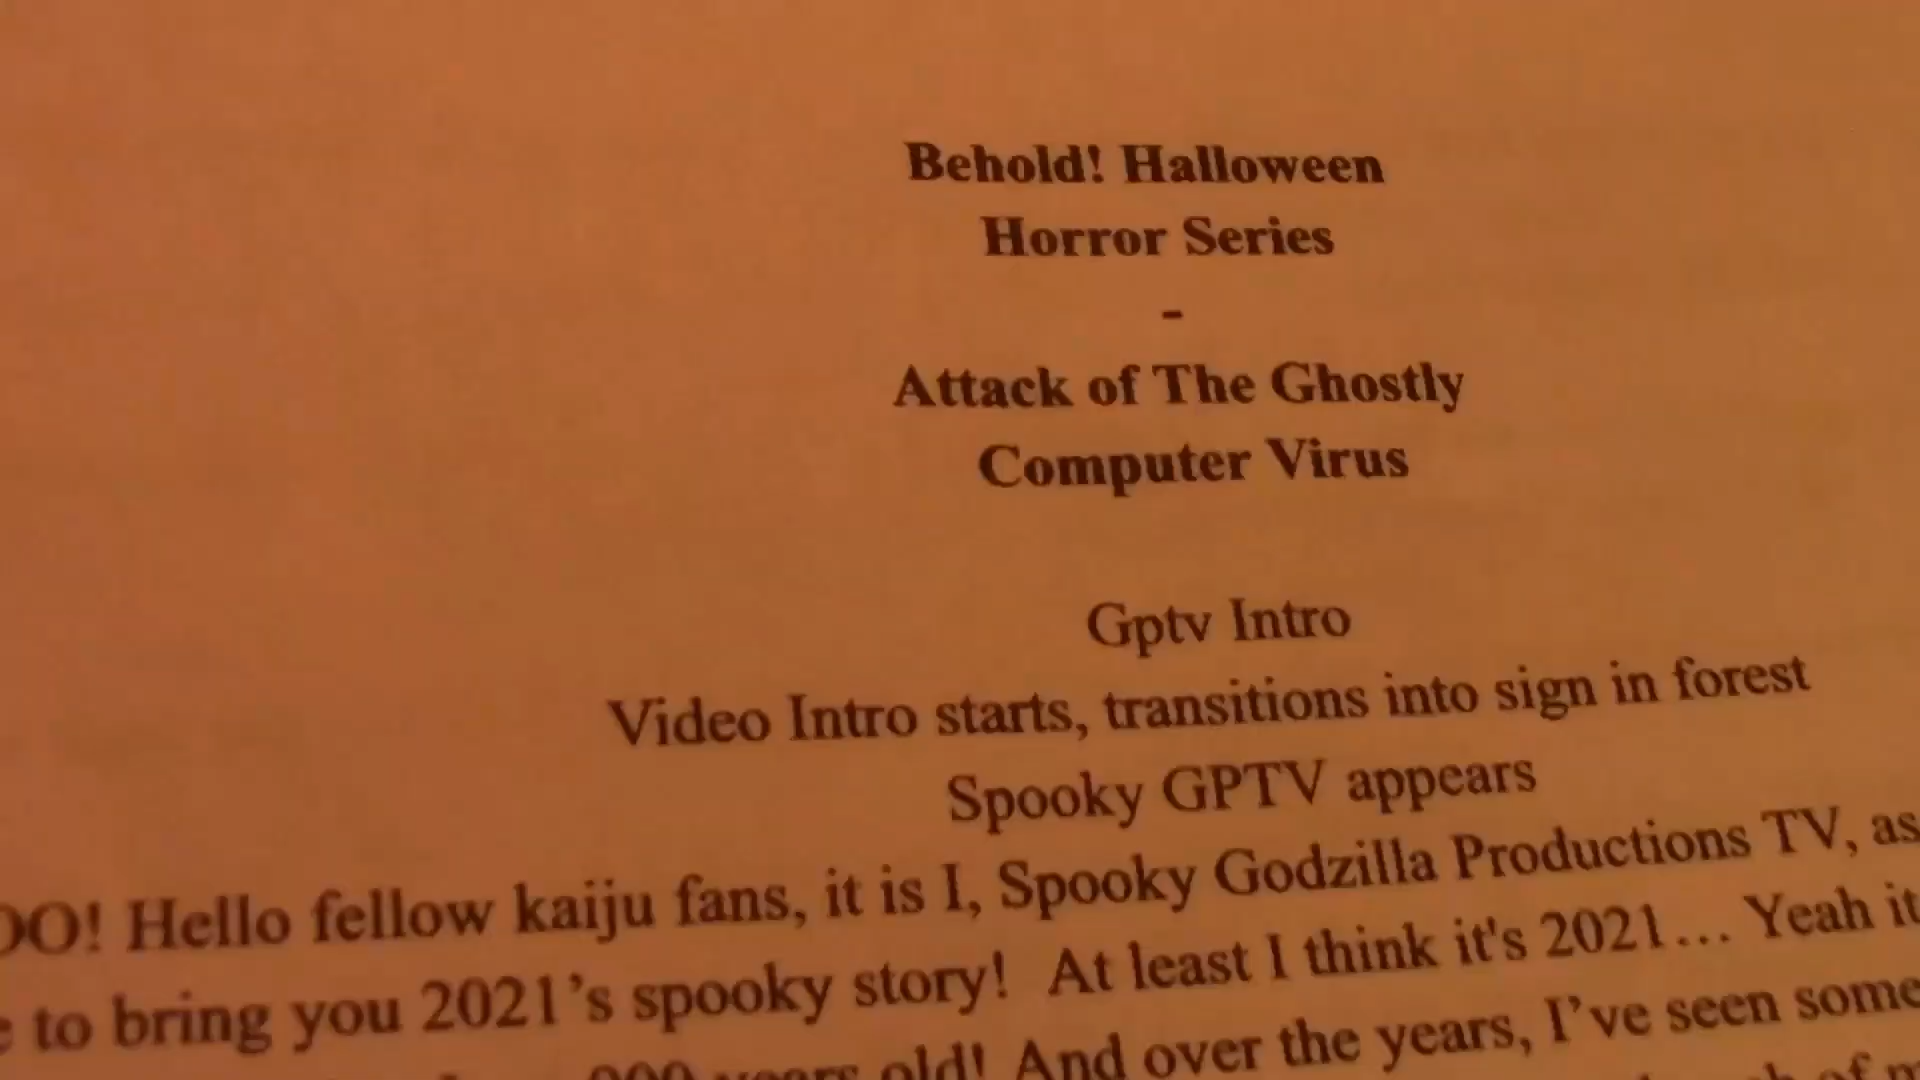 Behold! Halloween
Horror Series
-
Attack of The Ghostly
Computer Virus
Gptv Intro
Video Intro starts, transitions into sign in forest
Spooky GPTV appears
OO! Hello fellow kaiju fans, it is I, Spooky Godzilla Productions TV, as
to bring you 2021’s spooky story!  At least I think it's 2021… Yeah it
years old! And over the years, I’ve seen some
of